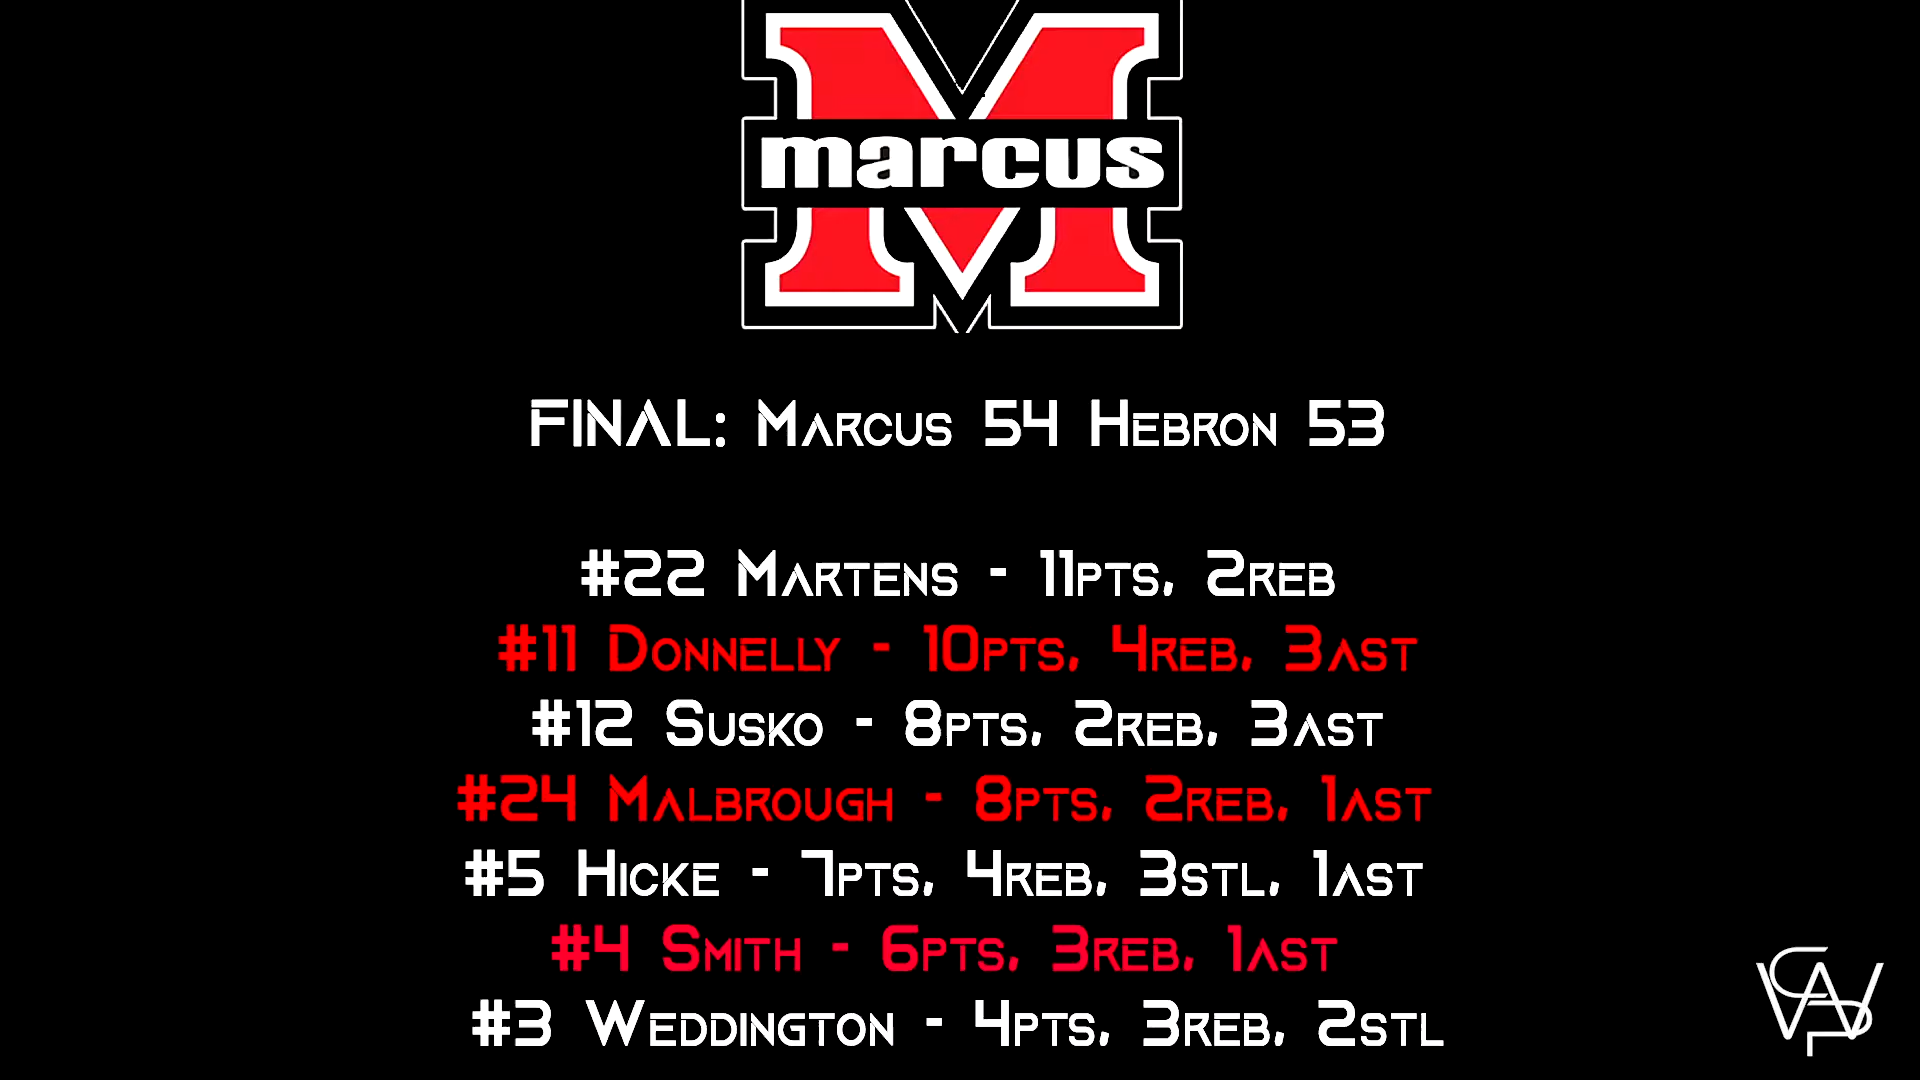 marcus
FINAL: Marcus 54 Hebron 53
#22 Martens - 11pts, 2reb
#11 Donnelly - 10pts, 4reb, 3ast
#12 Susko - 8pts, 2reb, 3ast
#24 Malbrough - 8pts, 2reb, 1ast
#5 Hicke - 7pts, 4reb, 3stl, 1ast
#4 Smith - 6pts, 3reb, 1ast
#3 Weddington - 4pts, 3reb, 2stl